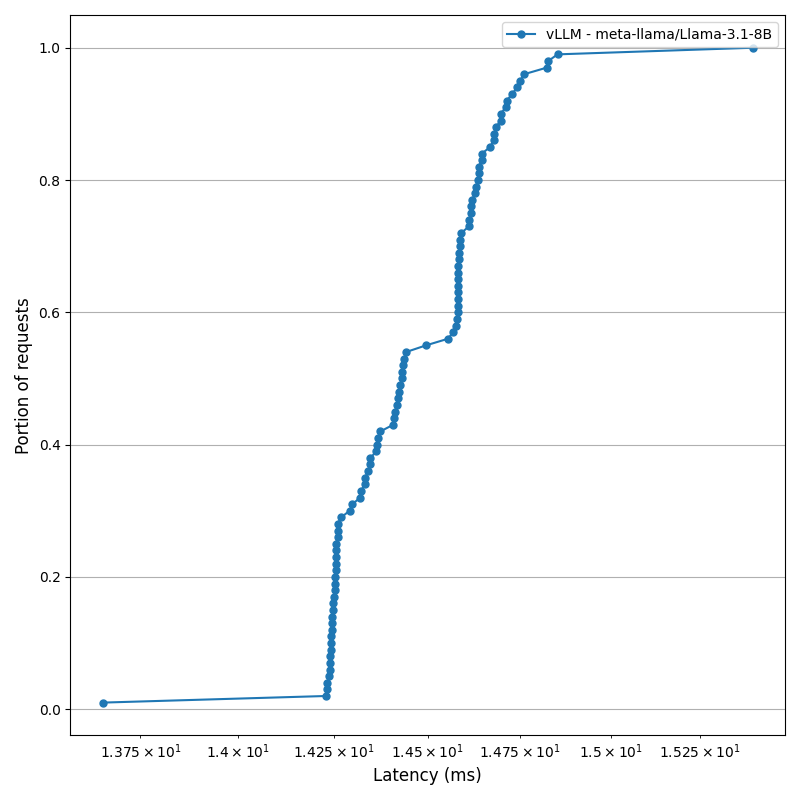 vLLM - meta-llama/Llama-3.1-8B
1.0
0.8
0.6
0.4
0.2
0.0
Portion of requests
1.375 × 10¹ 1.4 × 10¹ 1.425 × 10¹ 1.45 × 10¹ 1.475 × 10¹ 1.5 × 10¹ 1.525 × 10¹
Latency (ms)